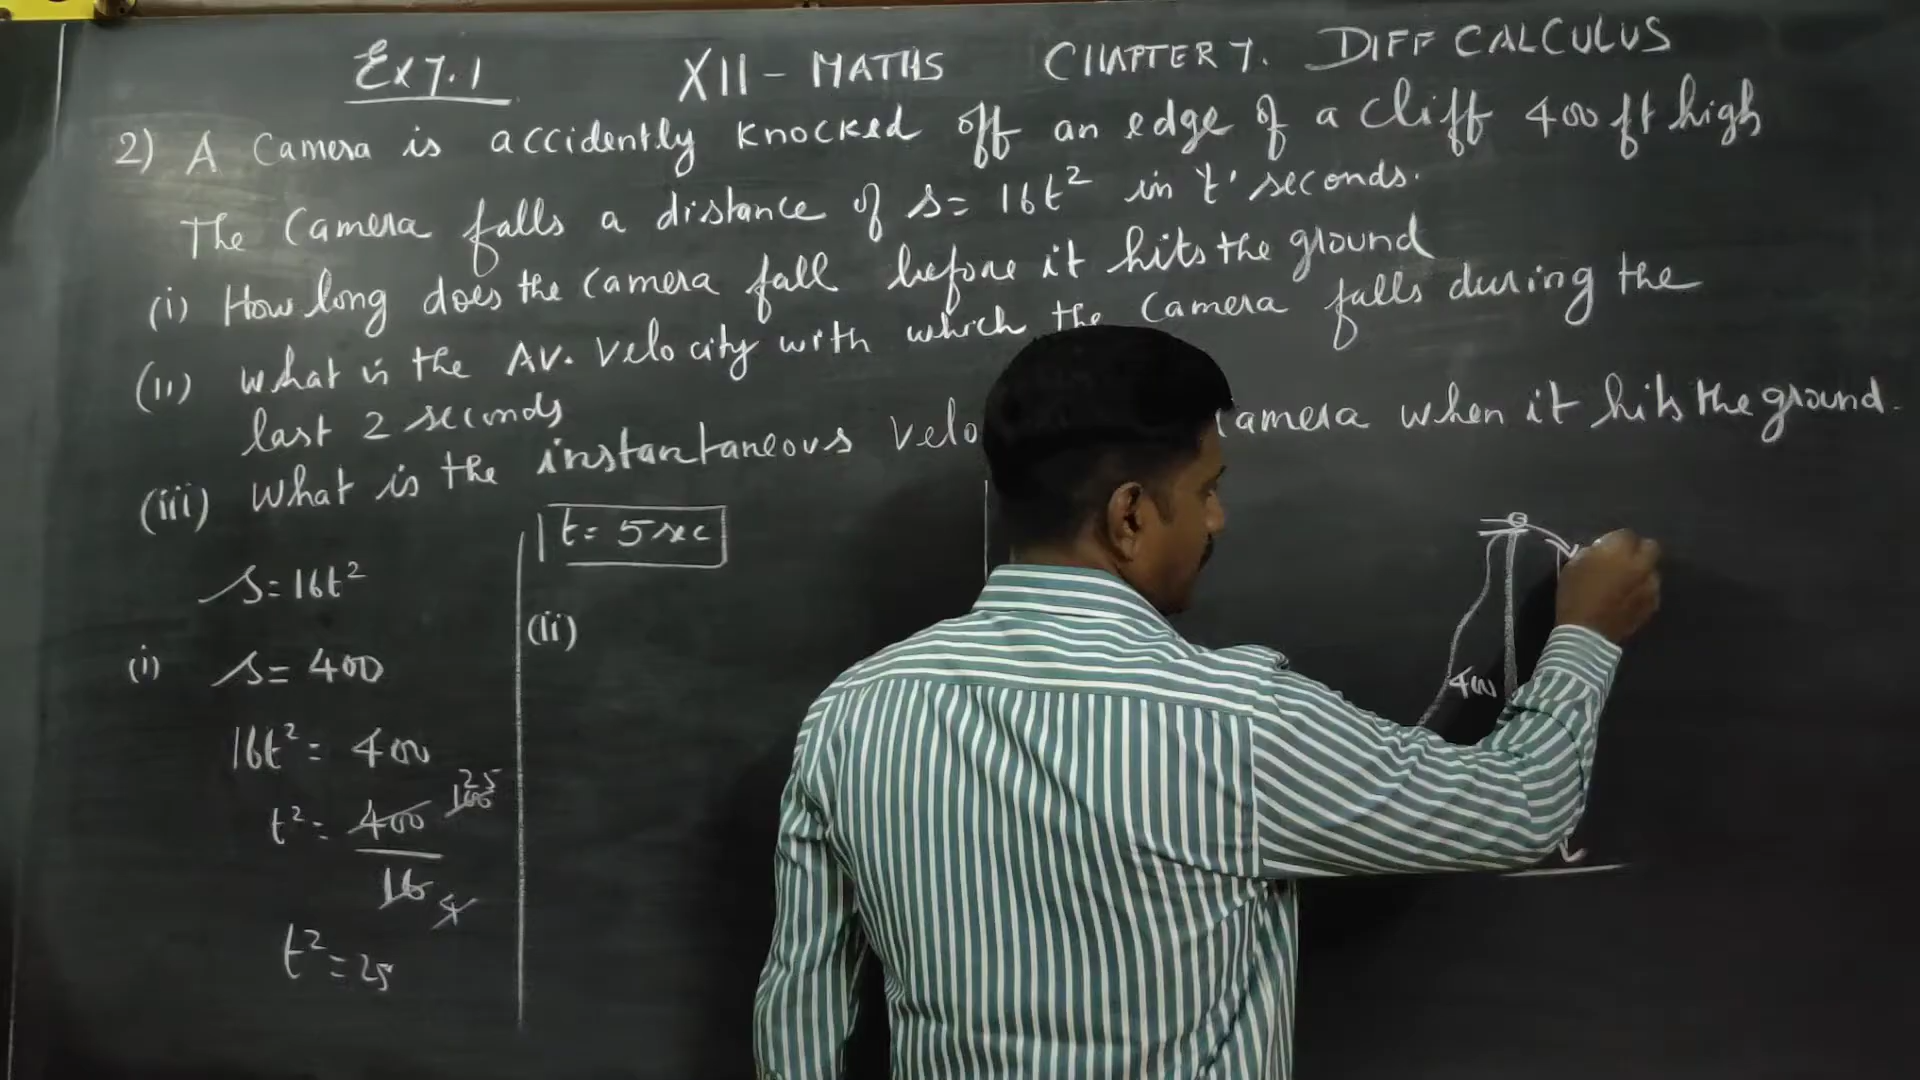 Ex 7.1 XII - MATHS CHAPTER 7. DIFF CALCULUS
2) A Camera is accidently knocked off an edge of a cliff 400 ft high
The Camera falls a distance of s= 16t² in 't' seconds.
(i) How long does the camera fall before it hits the ground
(ii) what is the Av. velocity with which the camera falls during the
last 2 seconds
(iii) What is the instantaneous velo amera when it hits the ground.
s=16t²
(i) s= 400
16t² = 400
t² = 400 100 25
16 4
t² = 25
t= 5 sec
(ii)
400